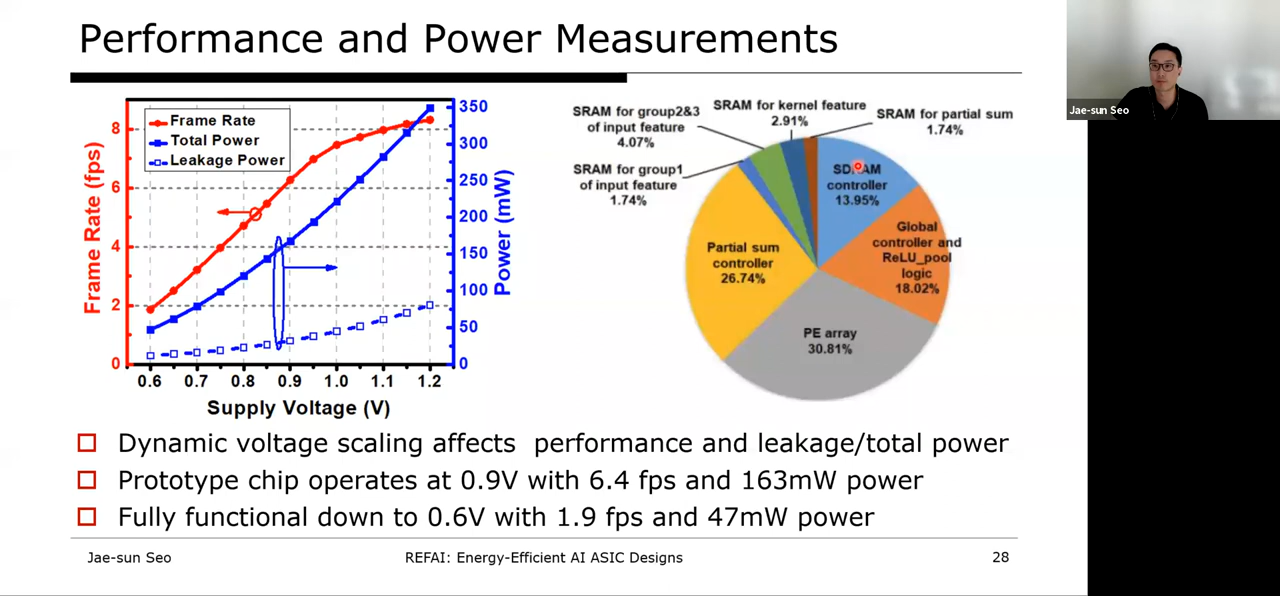 Performance and Power Measurements
Jae-sun Seo
Frame Rate
Total Power
Leakage Power
Frame Rate (fps)
8
6
4
2
0
Power (mW)
350
300
250
200
150
100
50
0
0.6 0.7 0.8 0.9 1.0 1.1 1.2
Supply Voltage (V)
SRAM for group2&3
of input feature
4.07%
SRAM for kernel feature
2.91%
SRAM for partial sum
1.74%
SRAM for group1
of input feature
1.74%
controller
13.95%
Global
controller and
ReLU_pool
logic
18.02%
Partial sum
controller
26.74%
PE array
30.81%
Dynamic voltage scaling affects performance and leakage/total power
Prototype chip operates at 0.9V with 6.4 fps and 163mW power
Fully functional down to 0.6V with 1.9 fps and 47mW power
Jae-sun Seo
REFAI: Energy-Efficient AI ASIC Designs
28